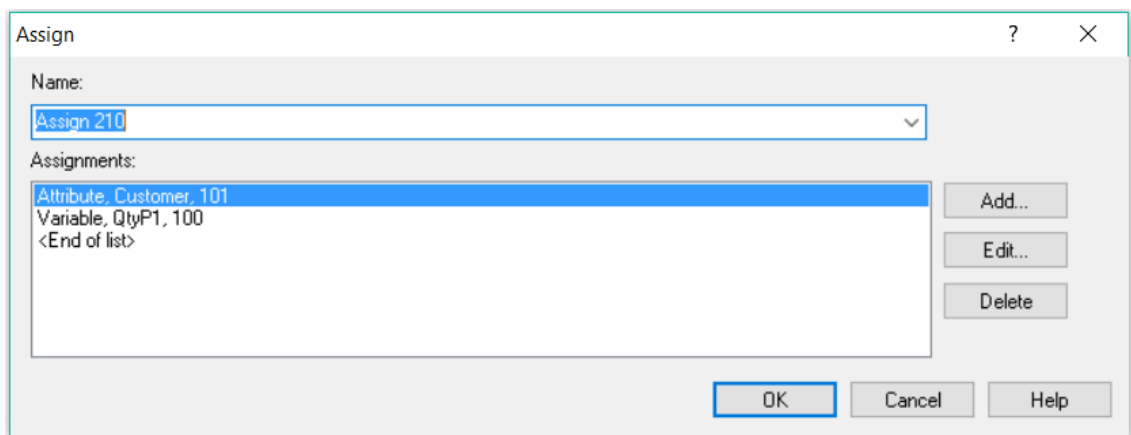 Assign ?
Name:
Assign 210
Assignments:
Attribute, Customer, 101
Variable, QtyP1, 100
<End of list>
Add...
Edit...
Delete
OK Cancel Help